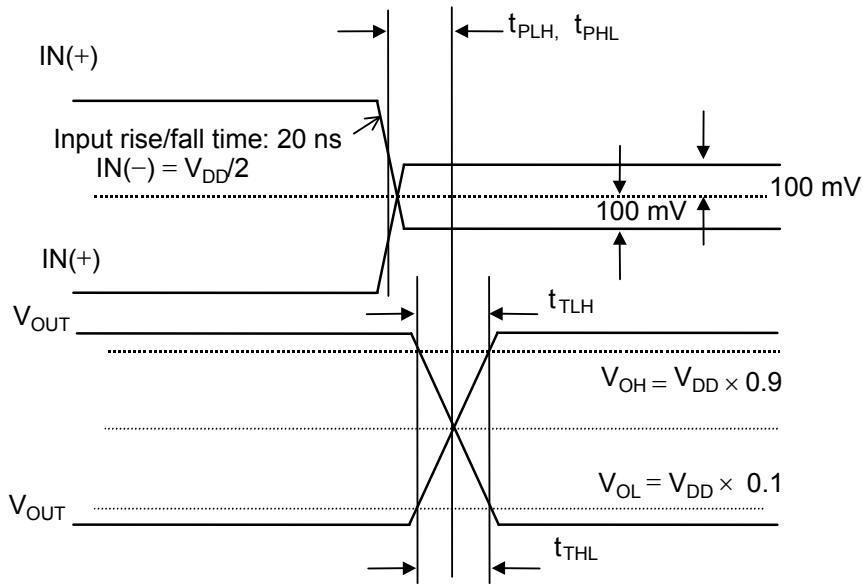 t_PLH, t_PHL
IN(+)
Input rise/fall time: 20 ns
IN(−) = V_DD/2
100 mV
100 mV
IN(+)
t_TLH
V_OUT
V_OH = V_DD × 0.9
V_OL = V_DD × 0.1
V_OUT
t_THL